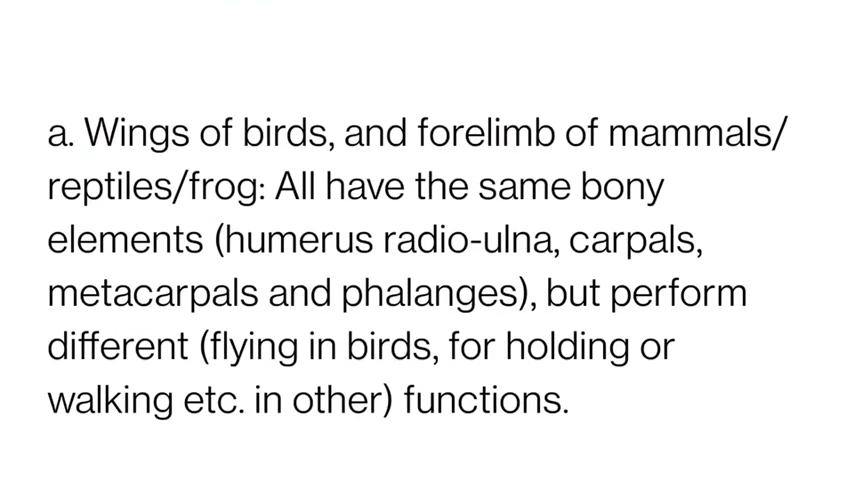 a. Wings of birds, and forelimb of mammals/
reptiles/frog: All have the same bony
elements (humerus radio-ulna, carpals,
metacarpals and phalanges), but perform
different (flying in birds, for holding or
walking etc. in other) functions.